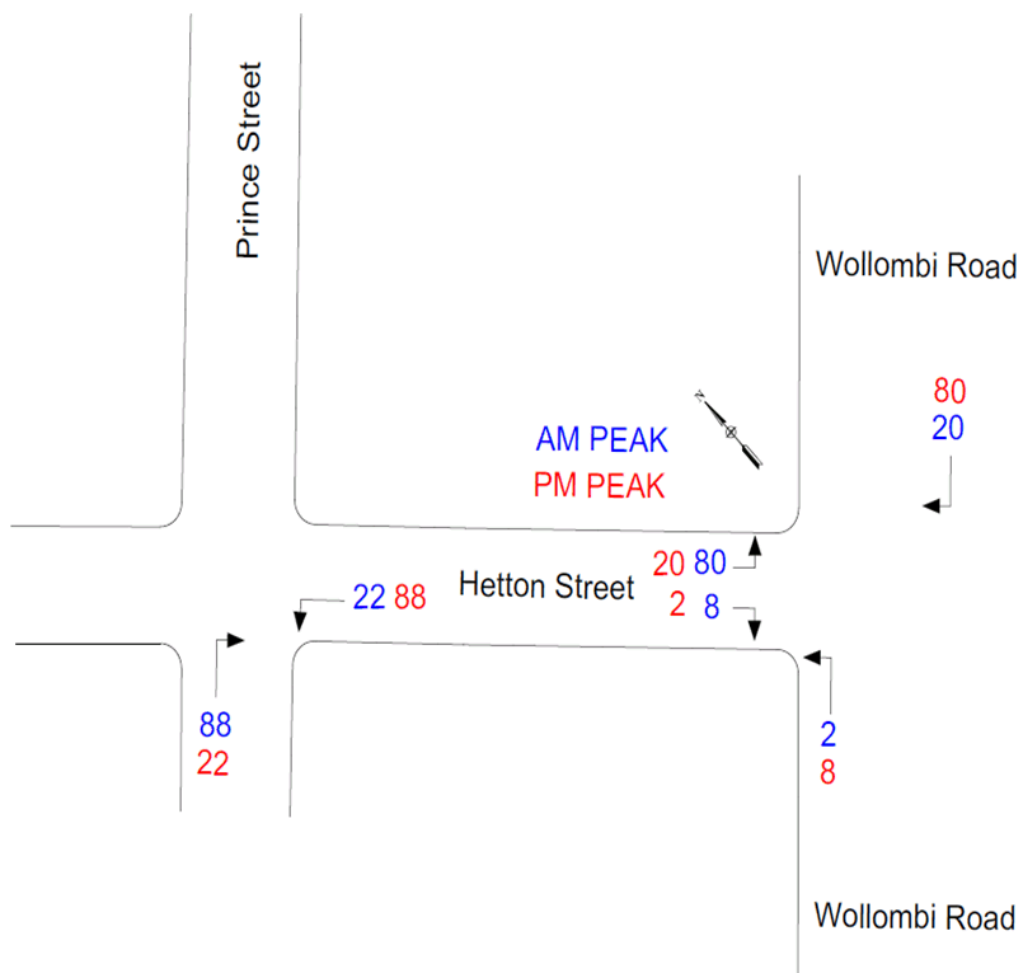 Prince Street
Wollombi Road
80
20
N
AM PEAK
PM PEAK
20 80
Hetton Street
22 88
2 8
88
22
2
8
Wollombi Road